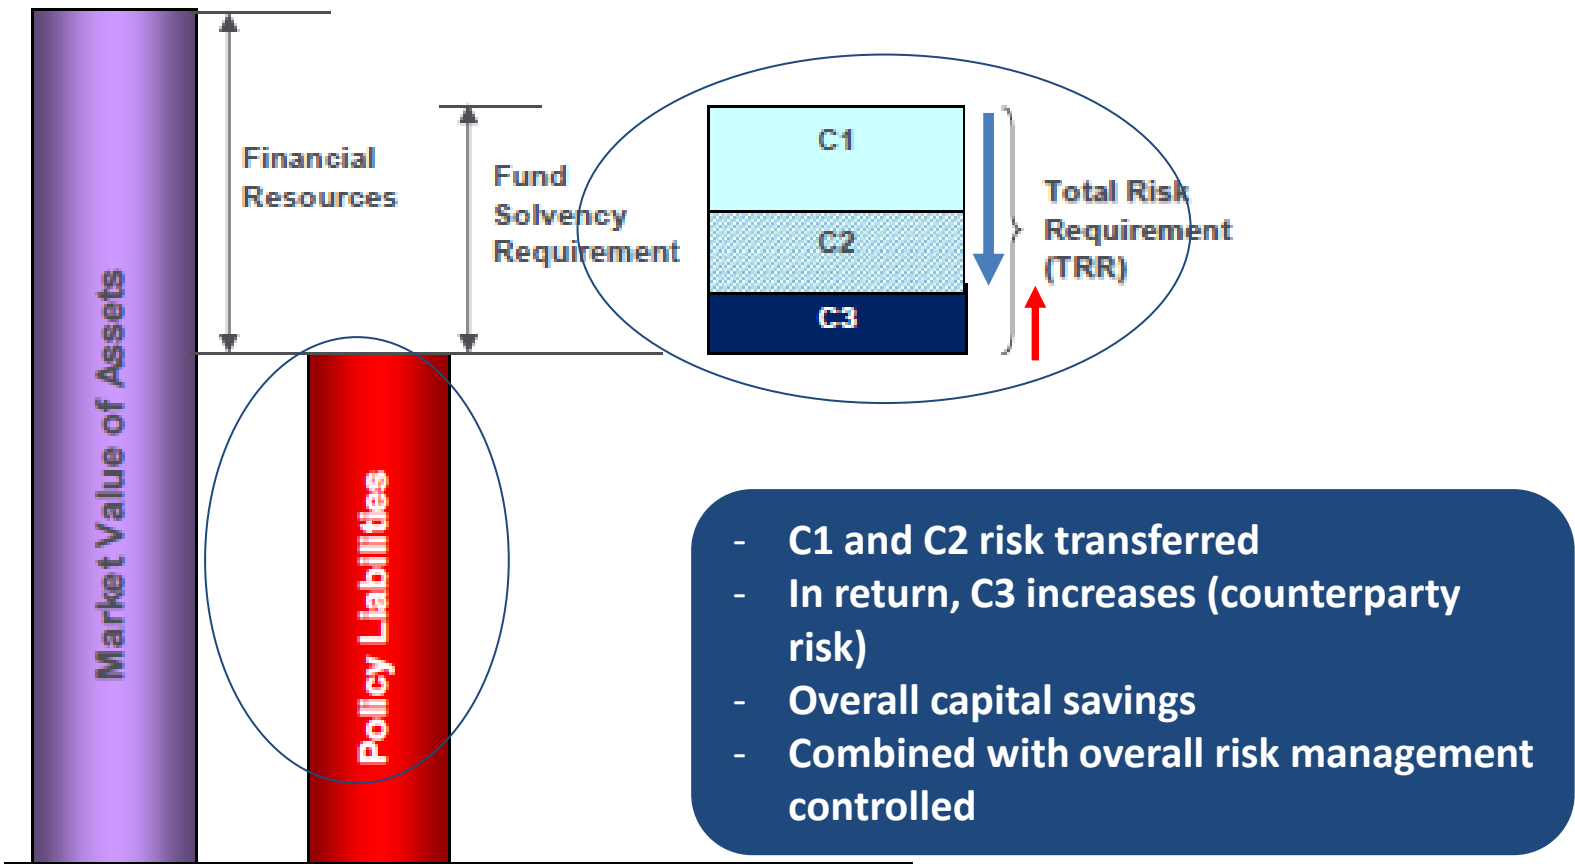 Financial
Resources
Fund
Solvency
Requirement
C1
C2
C3
Total Risk
Requirement
(TRR)
Market Value of Assets
Policy Liabilities
- C1 and C2 risk transferred
- In return, C3 increases (counterparty
risk)
- Overall capital savings
- Combined with overall risk management
controlled